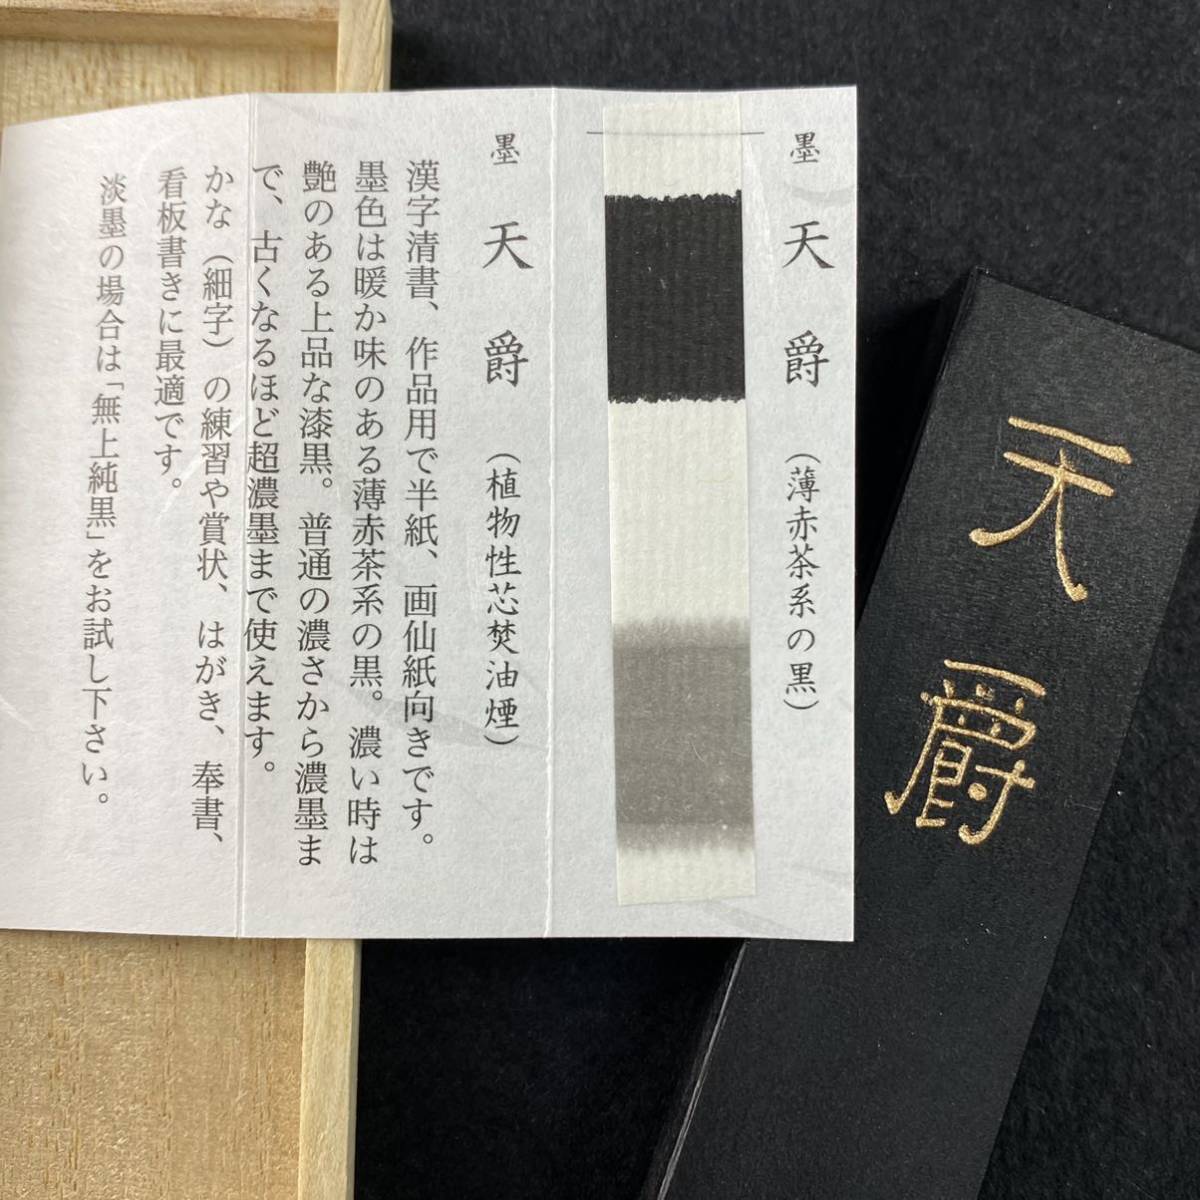 墨 天爵 （薄赤茶系の黒）
墨 天爵 （植物性芯焚油煙）
漢字清書、作品用で半紙、画仙紙向きです。
墨色は暖か味のある薄赤茶系の黒。濃い時は
艶のある上品な漆黒。普通の濃さから濃墨ま
で、古くなるほど超濃墨まで使えます。
かな（細字）の練習や賞状、はがき、奉書、
看板書きに最適です。
淡墨の場合は「無上純黒」をお試し下さい。
天爵